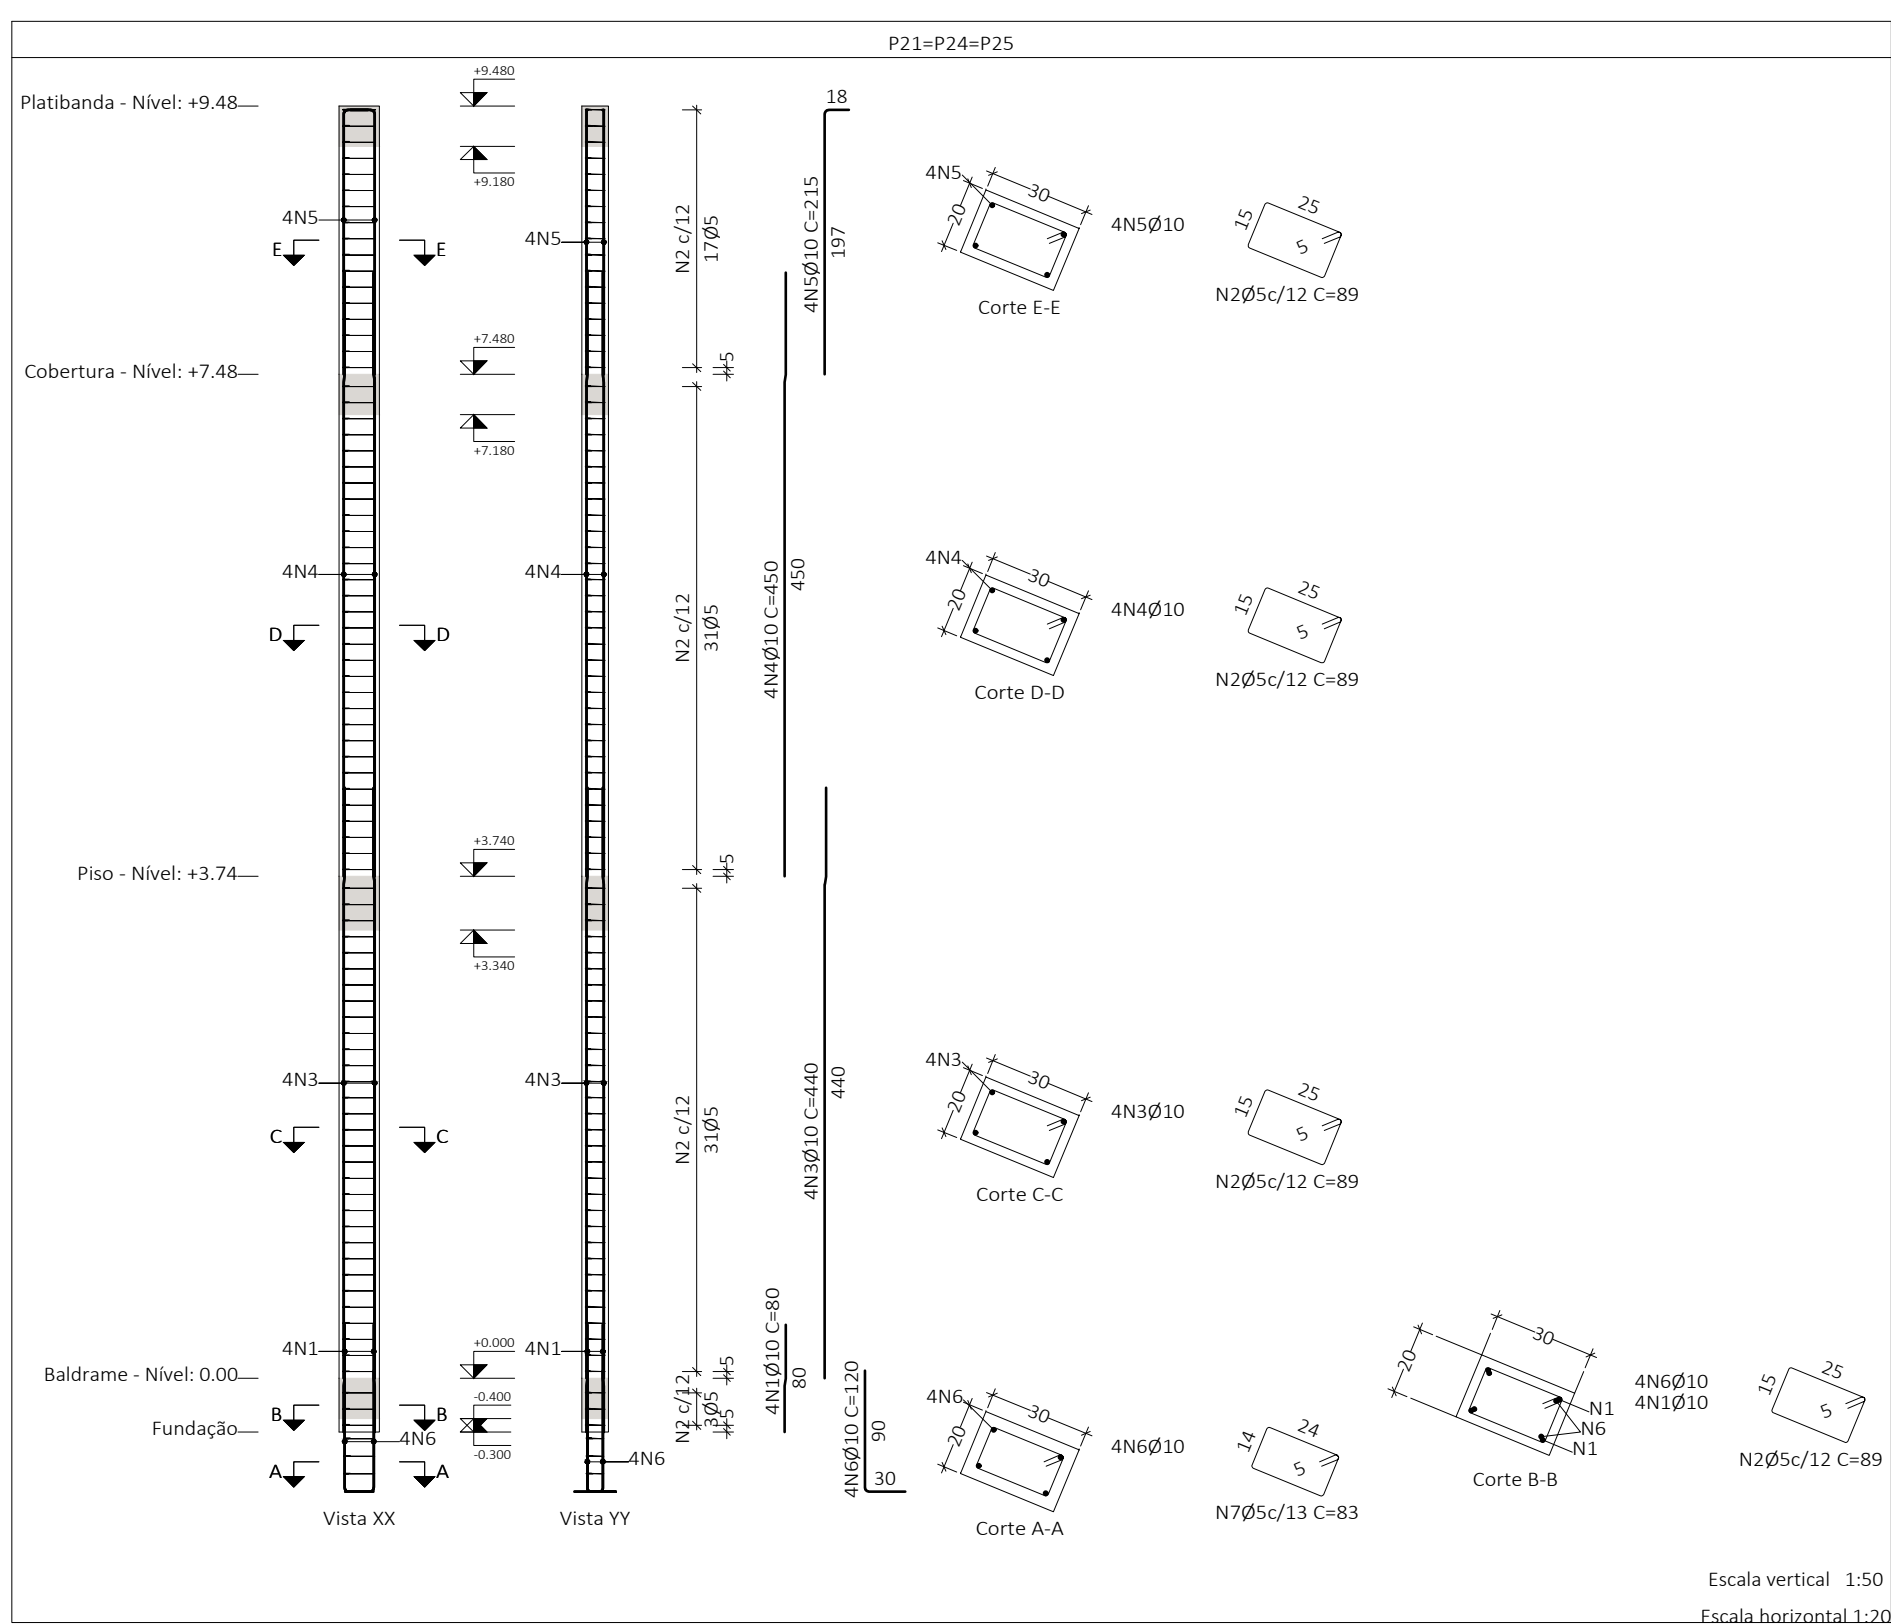 P21=P24=P25
Platibanda - Nível: +9.48
+9.480
+9.180
18
4N5
E
E
4N5
N2 c/12
17Ø5
4N5Ø10 C=215
197
4N5
30
20
4N5Ø10
Corte E-E
25
15
5
N2Ø5c/12 C=89
Cobertura - Nível: +7.48
+7.480
+7.180
5
4N4
D
D
4N4
N2 c/12
31Ø5
4N4Ø10 C=450
450
4N4
30
20
4N4Ø10
Corte D-D
25
15
5
N2Ø5c/12 C=89
Piso - Nível: +3.74
+3.740
+3.340
5
4N3
C
C
4N3
N2 c/12
31Ø5
4N3Ø10 C=440
440
4N3
30
20
4N3Ø10
Corte C-C
25
15
5
N2Ø5c/12 C=89
4N1
4N1
Baldrame - Nível: 0.00
+0.000
-0.400
-0.300
5
N2 c/12
3Ø5
5
4N1Ø10 C=80
80
Fundação
B
B
4N6
A
A
4N6
4N6Ø10 C=120
90
30
Vista XX
Vista YY
4N6
30
20
4N6Ø10
Corte A-A
24
14
5
N7Ø5c/13 C=83
30
20
4N6Ø10
4N1Ø10
N1
N6
N1
Corte B-B
25
15
5
N2Ø5c/12 C=89
Escala vertical 1:50
Escala horizontal 1:20